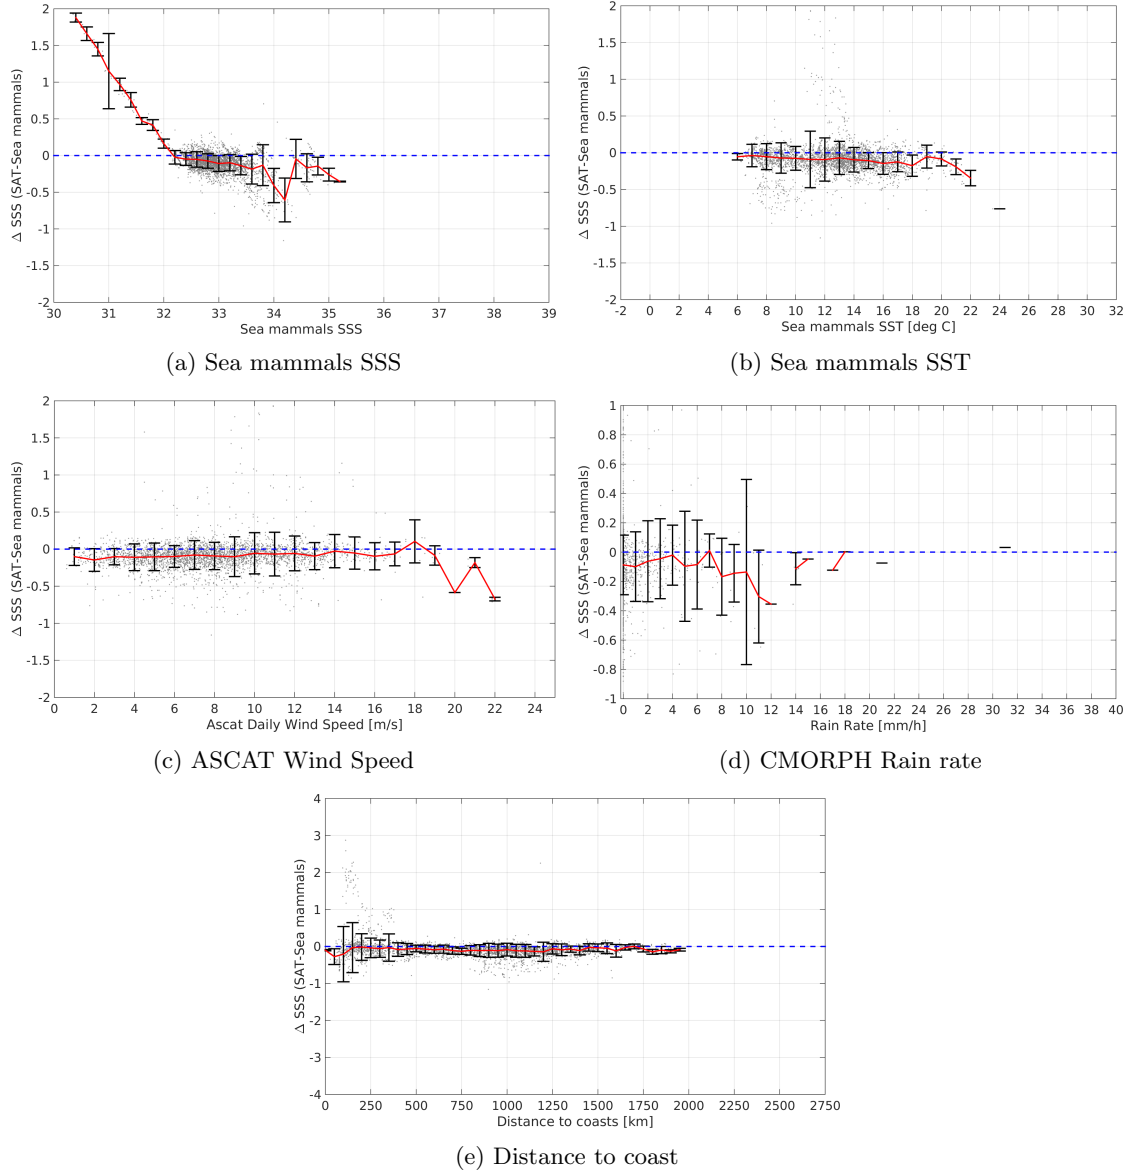 2
1.5
1
0.5
0
-0.5
-1
-1.5
-2
Δ SSS (SAT-Sea mammals)
30 31 32 33 34 35 36 37 38 39
Sea mammals SSS
(a) Sea mammals SSS
2
1.5
1
0.5
0
-0.5
-1
-1.5
-2
Δ SSS (SAT-Sea mammals)
-2 0 2 4 6 8 10 12 14 16 18 20 22 24 26 28 30 32
Sea mammals SST [deg C]
(b) Sea mammals SST
2
1.5
1
0.5
0
-0.5
-1
-1.5
-2
Δ SSS (SAT-Sea mammals)
0 2 4 6 8 10 12 14 16 18 20 22 24
Ascat Daily Wind Speed [m/s]
(c) ASCAT Wind Speed
1
0.8
0.6
0.4
0.2
0
-0.2
-0.4
-0.6
-0.8
-1
Δ SSS (SAT-Sea mammals)
0 2 4 6 8 10 12 14 16 18 20 22 24 26 28 30 32 34 36 38 40
Rain Rate [mm/h]
(d) CMORPH Rain rate
4
3
2
1
0
-1
-2
-3
-4
Δ SSS (SAT-Sea mammals)
0 250 500 750 1000 1250 1500 1750 2000 2250 2500 2750
Distance to coasts [km]
(e) Distance to coast